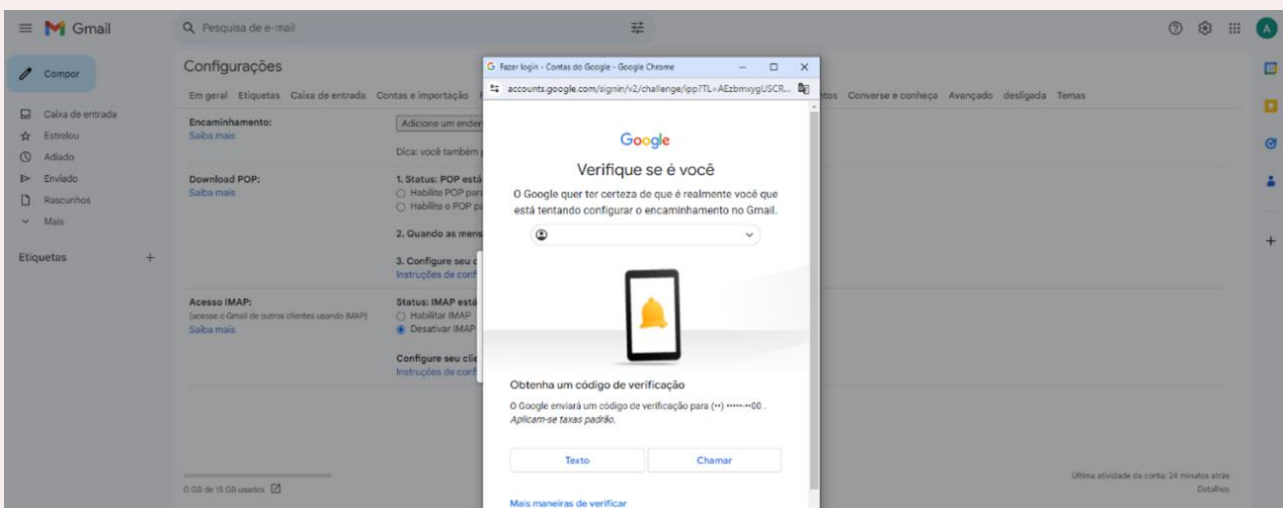 Gmail
Pesquisa de e-mail
A
Compor
Caixa de entrada
Estrelou
Adiado
Enviado
Rascunhos
Mais
Etiquetas
Configurações
Em geral Etiquetas Caixa de entrada Contas e importação
Converse e conheça Avançado desligada Temas
Encaminhamento:
Saiba mais
Adicione um ender
Dica: você também
Download POP:
Saiba mais
1. Status: POP está
Habilite POP para
Habilite o POP
2. Quando as mens
3. Configure seu c
Instruções de conf
Acesso IMAP:
(acesse o Gmail de outros clientes usando IMAP)
Saiba mais
Status: IMAP está
Habilitar IMAP
Desativar IMAP
Configure seu clie
Instruções de conf
0 GB de 15 GB usados
Última atividade da conta: 24 minutos atrás
Detalhes
G Fazer login - Contas do Google - Google Chrome
accounts.google.com/signin/v2/challenge/ipp?TL=AEzbmxygUSCR...
Google
Verifique se é você
O Google quer ter certeza de que é realmente você que
está tentando configurar o encaminhamento no Gmail.
Obtenha um código de verificação
O Google enviará um código de verificação para (••) •••••-••00 .
Aplicam-se taxas padrão.
Texto
Chamar
Mais maneiras de verificar